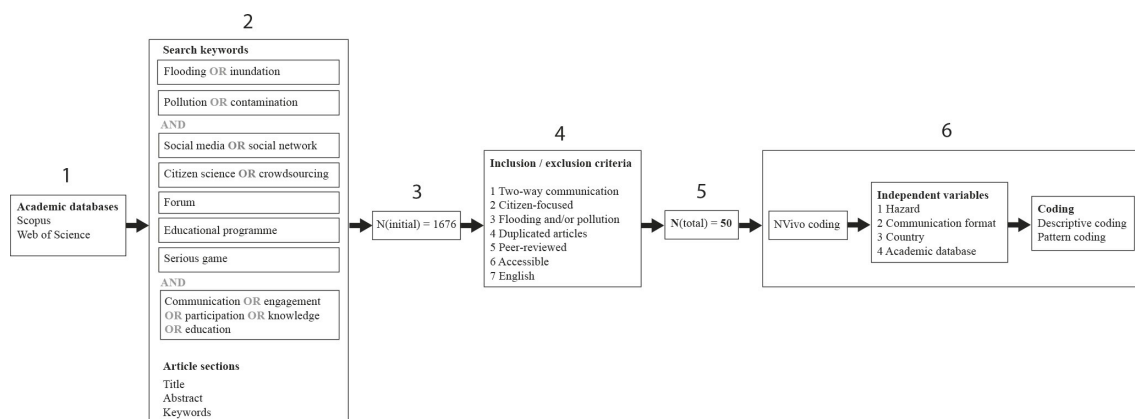 1
Academic databases
Scopus
Web of Science
2
Search keywords
Flooding OR inundation
Pollution OR contamination
AND
Social media OR social network
Citizen science OR crowdsourcing
Forum
Educational programme
Serious game
AND
Communication OR engagement
OR participation OR knowledge
OR education
Article sections
Title
Abstract
Keywords
3
N(initial) = 1676
4
Inclusion / exclusion criteria
1 Two-way communication
2 Citizen-focused
3 Flooding and/or pollution
4 Duplicated articles
5 Peer-reviewed
6 Accessible
7 English
5
N(total) = 50
6
NVivo coding
Independent variables
1 Hazard
2 Communication format
3 Country
4 Academic database
Coding
Descriptive coding
Pattern coding